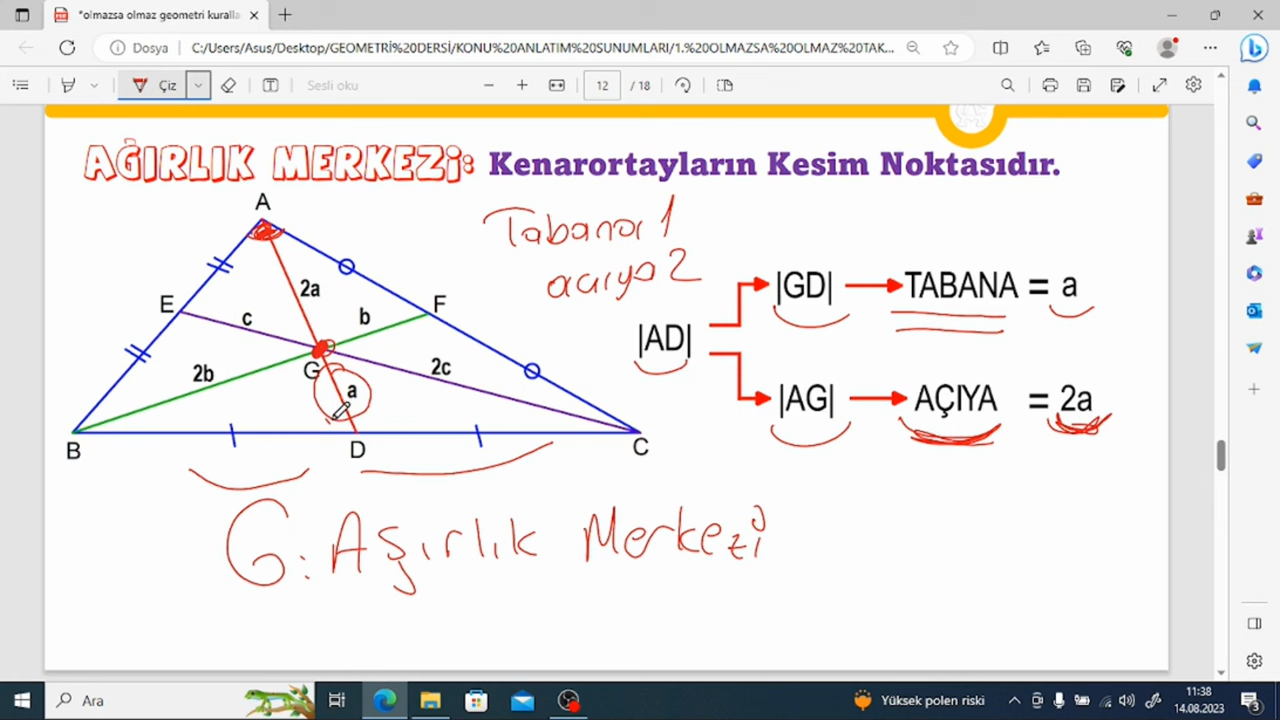 *olmazsa olmaz geometri kuralla
Dosya
C:/Users/Asus/Desktop/GEOMETRİ%20DERSİ/KONU%20ANLATIM%20SUNUMLARI/1.%20OLMAZSA%20OLMAZ%20TAK...
Çiz
Sesli oku
12 / 18
AĞIRLIK MERKEZİ: Kenarortayların Kesim Noktasıdır.
A
Tabana 1
açıya 2
2a
E
F
c
b
|GD|
TABANA = a
|AD|
G
2b
2c
a
|AG|
AÇIYA = 2a
B
D
C
G: Ağırlık Merkezi
Ara
Yüksek polen riski
11:38
14.08.2023
3